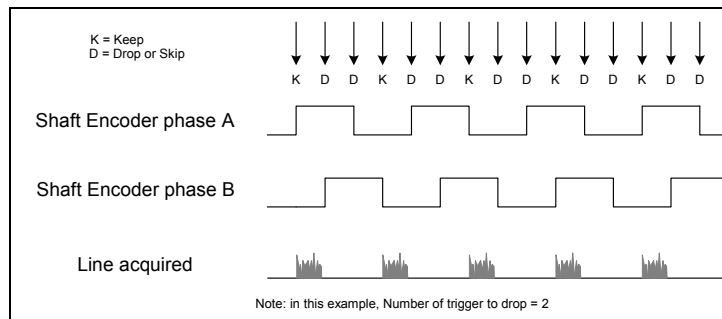 K = Keep
D = Drop or Skip
K D D K D D K D D K D D K D D
Shaft Encoder phase A
Shaft Encoder phase B
Line acquired
Note: in this example, Number of trigger to drop = 2